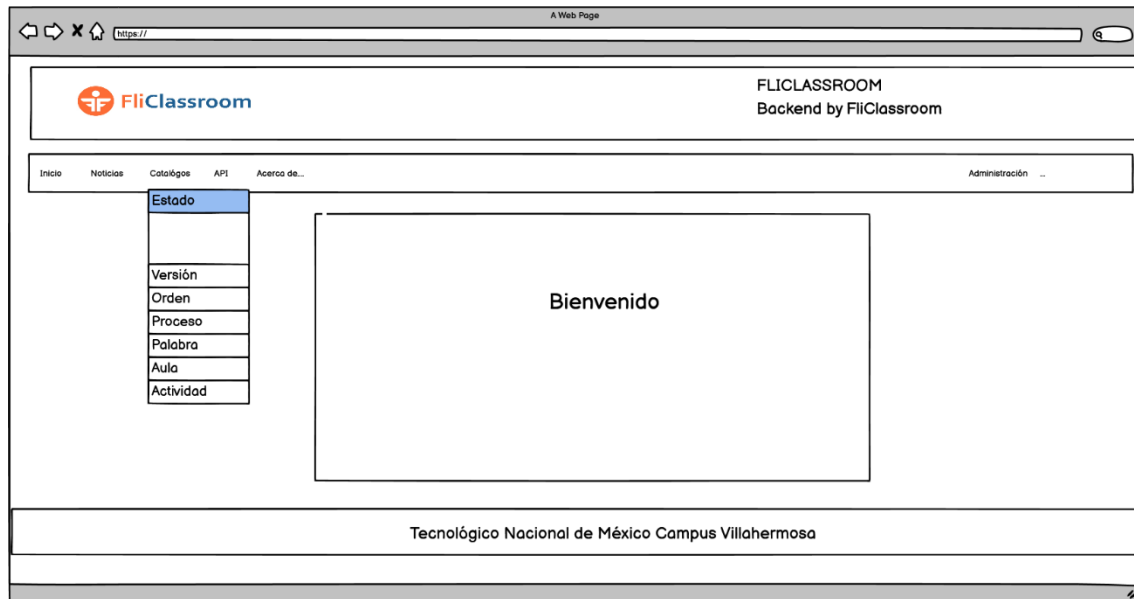 A Web Page
https://
FliClassroom
FLICLASSROOM
Backend by FliClassroom
Inicio Noticias Catalógos API Acerca de... Administración ...
Estado
Versión
Orden
Proceso
Palabra
Aula
Actividad
Bienvenido
Tecnológico Nacional de México Campus Villahermosa